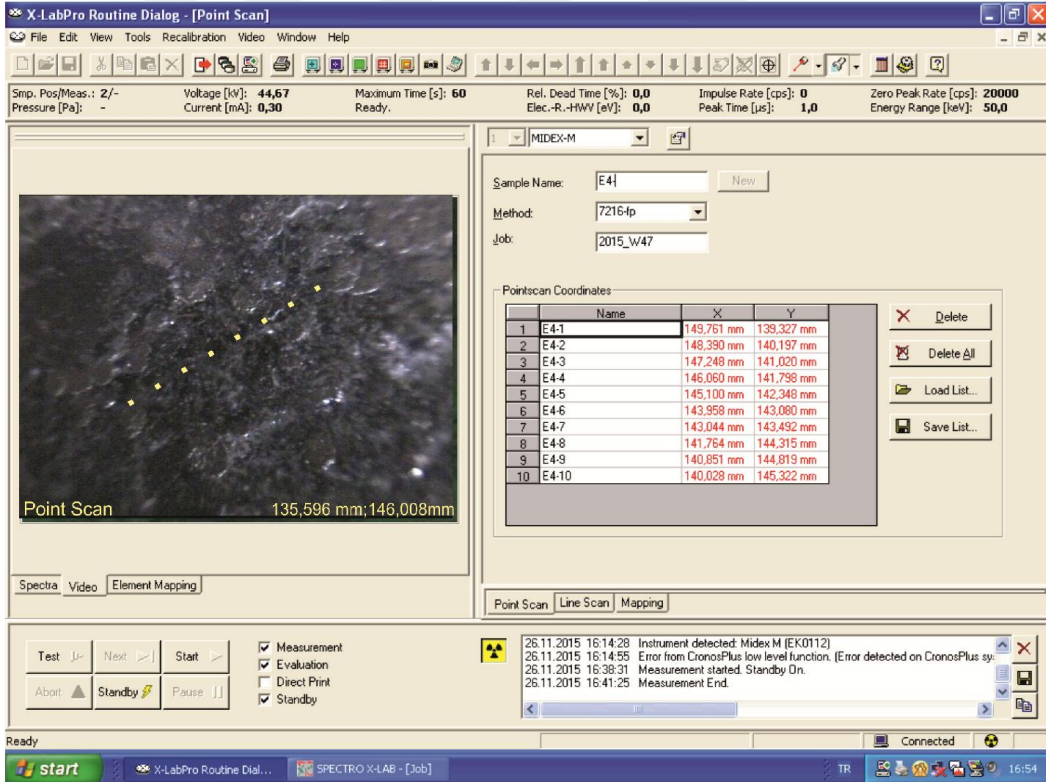 X-LabPro Routine Dialog - [Point Scan]
File Edit View Tools Recalibration Video Window Help
Smp. Pos/Meas.: 2/- Voltage [kV]: 44,67 Maximum Time [s]: 60 Rel. Dead Time [%]: 0,0 Impulse Rate [cps]: 0 Zero Peak Rate [cps]: 20000
Pressure [Pa]: - Current [mA]: 0,30 Ready. Elec.-R.-HWV [eV]: 0,0 Peak Time [µs]: 1,0 Energy Range [keV]: 50,0
1 MIDEX-M
Sample Name: E4- New
Method: 7216-fp
Job: 2015_W47
Pointscan Coordinates
Name X Y
1 E4-1 149,761 mm 139,327 mm
2 E4-2 148,390 mm 140,197 mm
3 E4-3 147,248 mm 141,020 mm
4 E4-4 146,060 mm 141,798 mm
5 E4-5 145,100 mm 142,348 mm
6 E4-6 143,958 mm 143,080 mm
7 E4-7 143,044 mm 143,492 mm
8 E4-8 141,764 mm 144,315 mm
9 E4-9 140,851 mm 144,819 mm
10 E4-10 140,028 mm 145,322 mm
Delete
Delete All
Load List...
Save List...
Point Scan 135,596 mm;146,008mm
Spectra Video Element Mapping
Point Scan Line Scan Mapping
Test Next Start
Abort Standby Pause
Measurement
Evaluation
Direct Print
Standby
26.11.2015 16:14:28 Instrument detected: Midex M (EK0112)
26.11.2015 16:14:55 Error from CronosPlus low level function. (Error detected on CronosPlus sy
26.11.2015 16:38:31 Measurement started. Standby On.
26.11.2015 16:41:25 Measurement End.
Ready Connected
start X-LabPro Routine Dial... SPECTRO X-LAB - [Job] TR 16:54